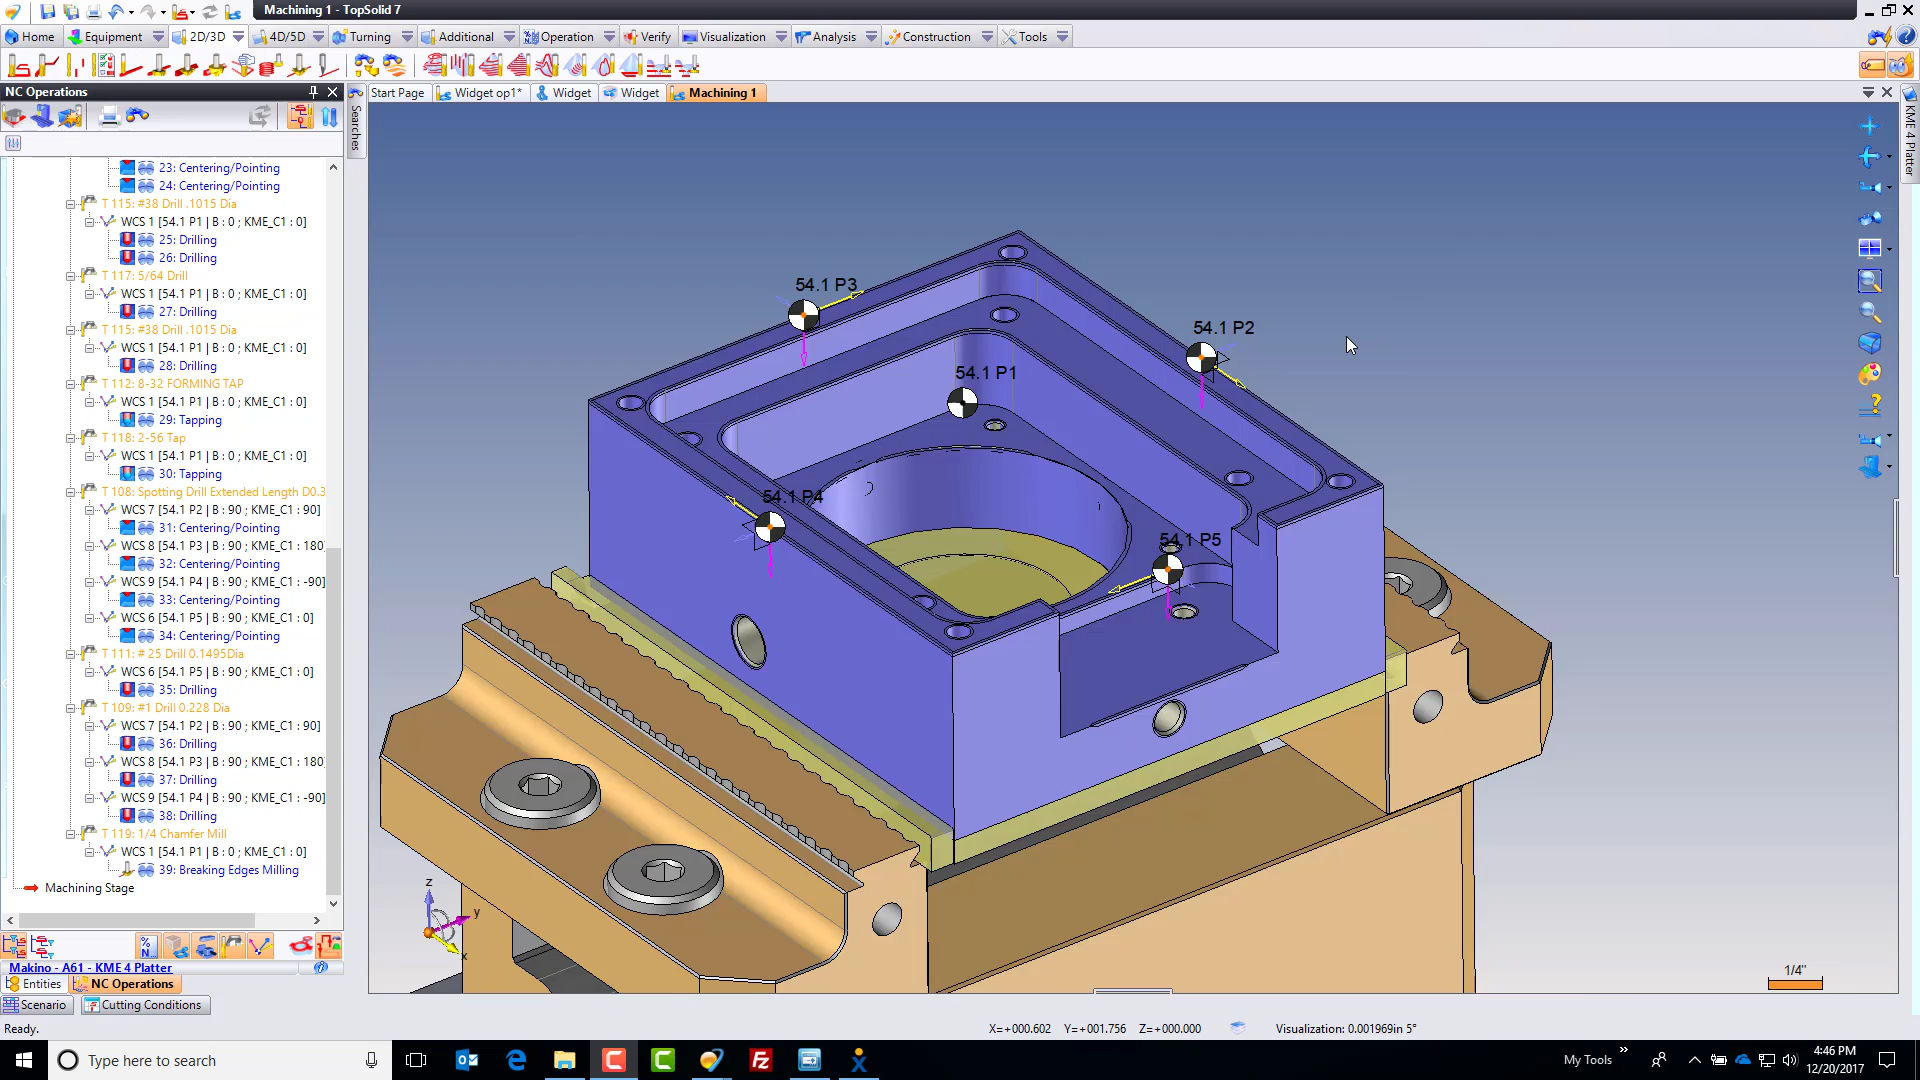 Machining 1 - TopSolid 7
Home Equipment 2D/3D 4D/5D Turning Additional Operation Verify Visualization Analysis Construction Tools
NC Operations
Start Page Widget op1* Widget Widget Machining 1
Searches
KME 4 Platter
23: Centering/Pointing
24: Centering/Pointing
T 115: #38 Drill .1015 Dia
WCS 1 [54.1 P1 | B : 0 ; KME_C1 : 0]
25: Drilling
26: Drilling
T 117: 5/64 Drill
WCS 1 [54.1 P1 | B : 0 ; KME_C1 : 0]
27: Drilling
T 115: #38 Drill .1015 Dia
WCS 1 [54.1 P1 | B : 0 ; KME_C1 : 0]
28: Drilling
T 112: 8-32 FORMING TAP
WCS 1 [54.1 P1 | B : 0 ; KME_C1 : 0]
29: Tapping
T 118: 2-56 Tap
WCS 1 [54.1 P1 | B : 0 ; KME_C1 : 0]
30: Tapping
T 108: Spotting Drill Extended Length D0.3
WCS 7 [54.1 P2 | B : 90 ; KME_C1 : 90]
31: Centering/Pointing
WCS 8 [54.1 P3 | B : 90 ; KME_C1 : 180
32: Centering/Pointing
WCS 9 [54.1 P4 | B : 90 ; KME_C1 : -90]
33: Centering/Pointing
WCS 6 [54.1 P5 | B : 90 ; KME_C1 : 0]
34: Centering/Pointing
T 111: # 25 Drill 0.1495Dia
WCS 6 [54.1 P5 | B : 90 ; KME_C1 : 0]
35: Drilling
T 109: #1 Drill 0.228 Dia
WCS 7 [54.1 P2 | B : 90 ; KME_C1 : 90]
36: Drilling
WCS 8 [54.1 P3 | B : 90 ; KME_C1 : 180
37: Drilling
WCS 9 [54.1 P4 | B : 90 ; KME_C1 : -90]
38: Drilling
T 119: 1/4 Chamfer Mill
WCS 1 [54.1 P1 | B : 0 ; KME_C1 : 0]
39: Breaking Edges Milling
Machining Stage
54.1 P3
54.1 P2
54.1 P1
54.1 P4
54.1 P5
z
y
x
1/4"
Makino - A61 - KME 4 Platter
Entities NC Operations
Scenario Cutting Conditions
Ready.
X=+000.602 Y=+001.756 Z=+000.000 Visualization: 0.001969in 5°
Type here to search
My Tools
4:46 PM
12/20/2017